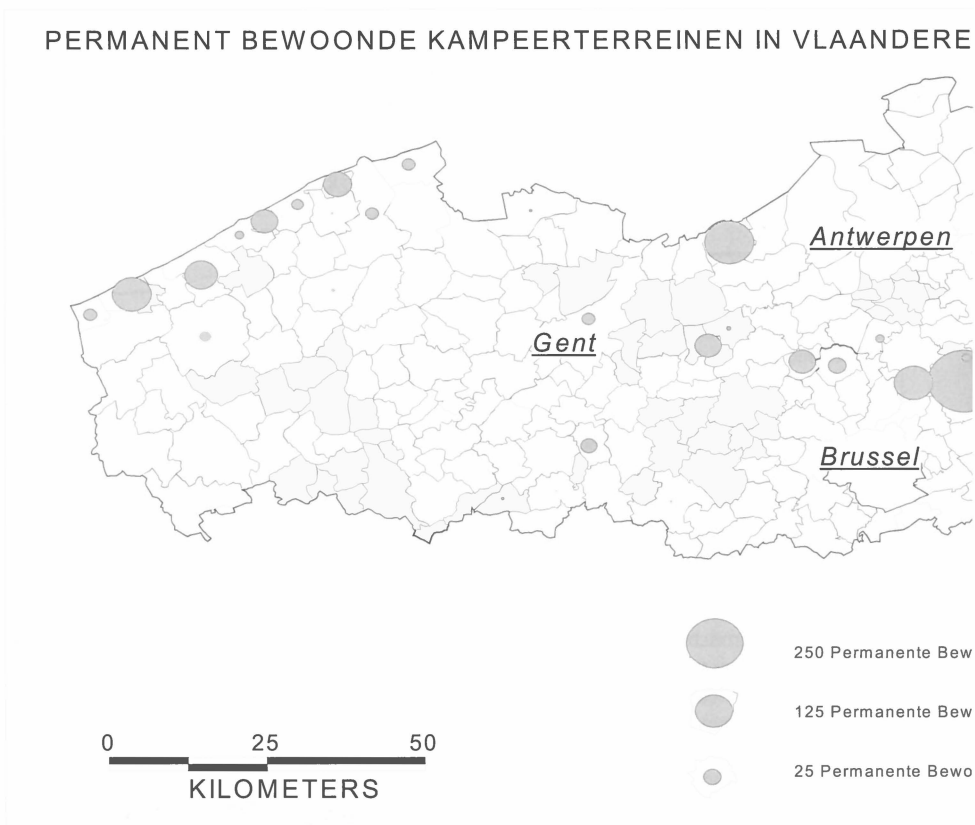 PERMANENT BEWOONDE KAMPEERTERREINEN IN VLAANDERE
Antwerpen
Gent
Brussel
250 Permanente Bew
125 Permanente Bew
25 Permanente Bewo
0 25 50
KILOMETERS